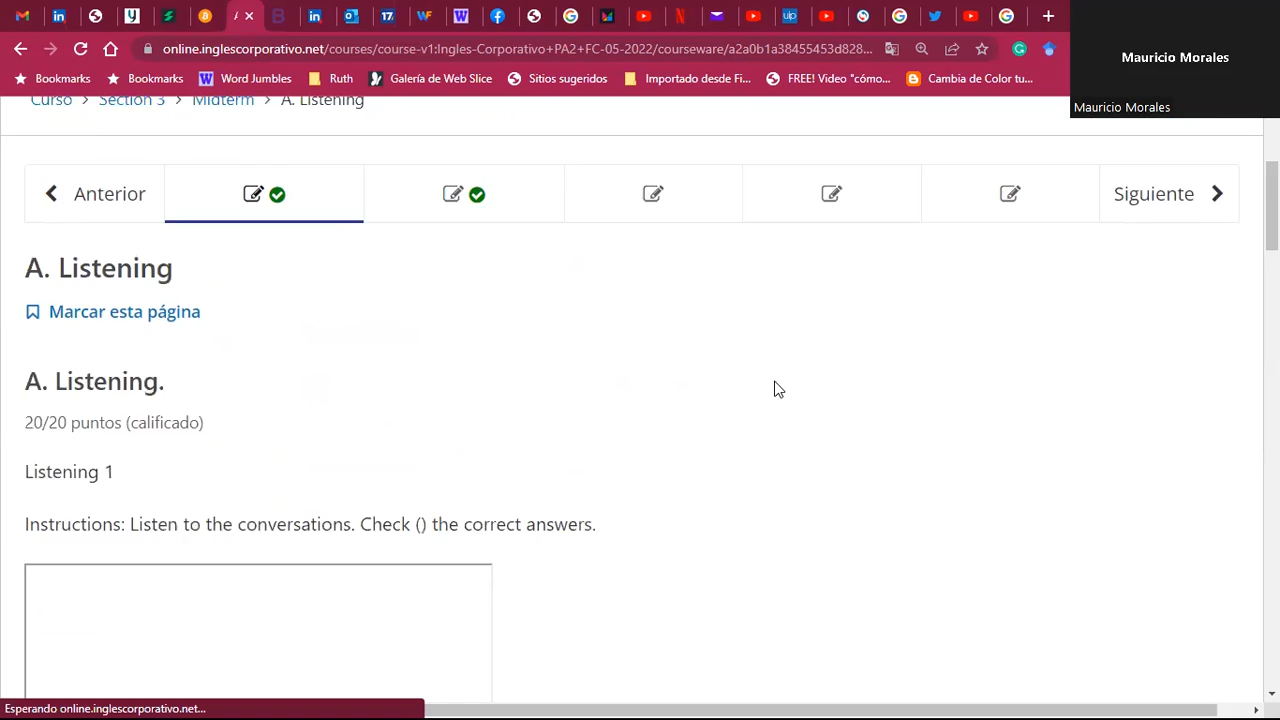 online.inglescorporativo.net/courses/course-v1:Ingles-Corporativo+PA2+FC-05-2022/courseware/a2a0b1a38455453d828...
Mauricio Morales
Bookmarks Bookmarks Word Jumbles Ruth Galería de Web Slice Sitios sugeridos Importado desde Fi... FREE! Video "cómo... Cambia de Color tu...
Mauricio Morales
Curso > Section 3 > Midterm > A. Listening
Anterior Siguiente
A. Listening
Marcar esta página
A. Listening.
20/20 puntos (calificado)
Listening 1
Instructions: Listen to the conversations. Check () the correct answers.
Esperando online.inglescorporativo.net...